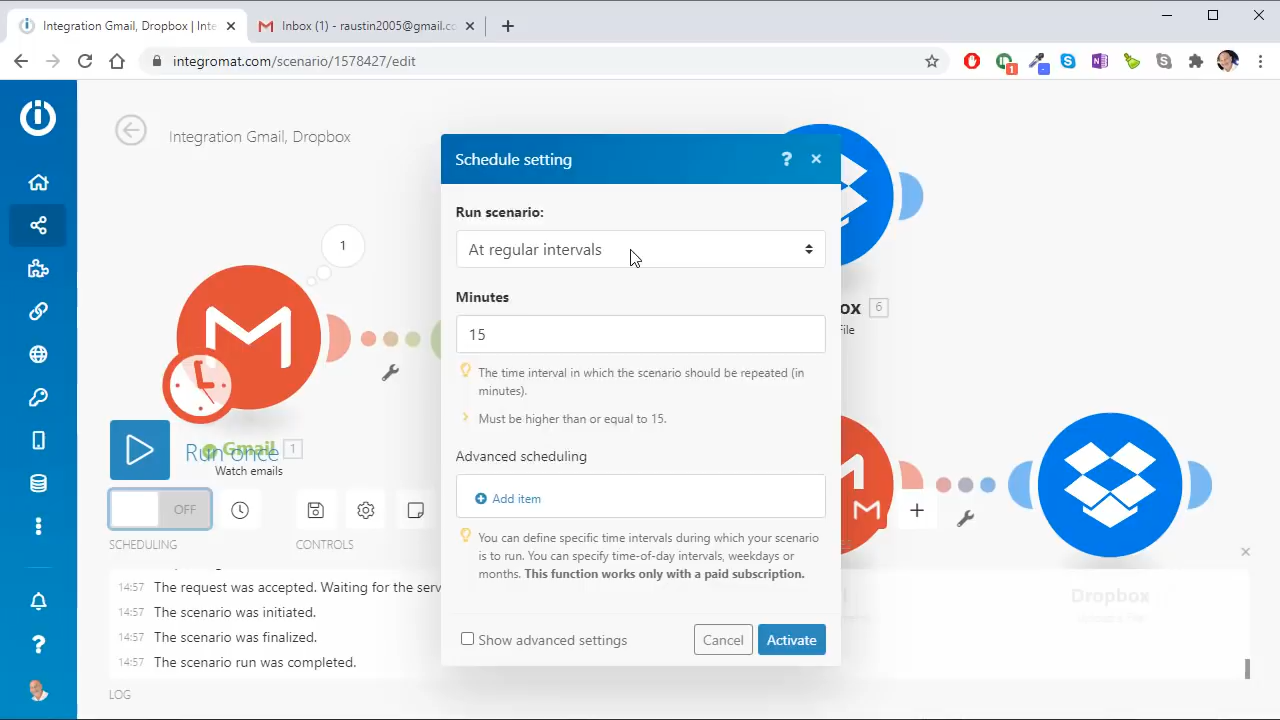 Integration Gmail, Dropbox | Inte
Inbox (1) - raustin2005@gmail.co
integromat.com/scenario/1578427/edit
1
Integration Gmail, Dropbox
Schedule setting
?
Run scenario:
At regular intervals
1
Minutes
15
ox 6
File
The time interval in which the scenario should be repeated (in
minutes).
Must be higher than or equal to 15.
Gmail 1
Run once
Watch emails
Advanced scheduling
Add item
OFF
SCHEDULING
CONTROLS
You can define specific time intervals during which your scenario
is to run. You can specify time-of-day intervals, weekdays or
months. This function works only with a paid subscription.
14:57 The request was accepted. Waiting for the serv
14:57 The scenario was initiated.
14:57 The scenario was finalized.
14:57 The scenario run was completed.
Dropbox
Show advanced settings
Cancel
Activate
LOG